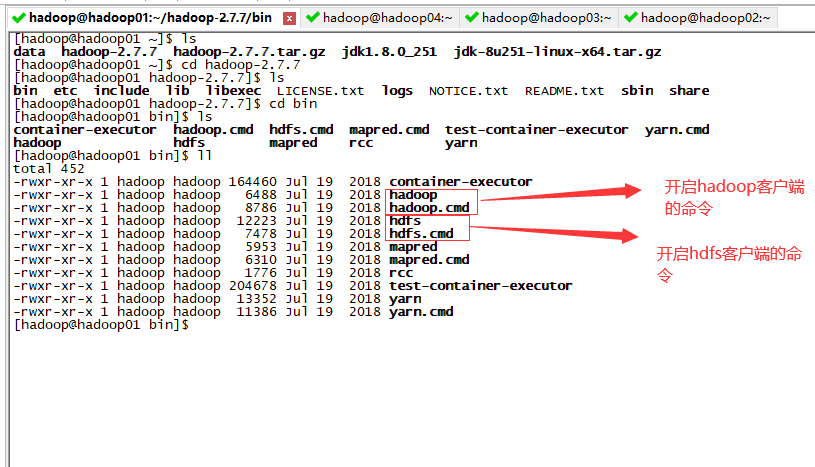 hadoop@hadoop01:~/hadoop-2.7.7/bin hadoop@hadoop04:~ hadoop@hadoop03:~ hadoop@hadoop02:~
[hadoop@hadoop01 ~]$ ls
data  hadoop-2.7.7  hadoop-2.7.7.tar.gz  jdk1.8.0_251  jdk-8u251-linux-x64.tar.gz
[hadoop@hadoop01 ~]$ cd hadoop-2.7.7
[hadoop@hadoop01 hadoop-2.7.7]$ ls
bin  etc  include  lib  libexec  LICENSE.txt  logs  NOTICE.txt  README.txt  sbin  share
[hadoop@hadoop01 hadoop-2.7.7]$ cd bin
[hadoop@hadoop01 bin]$ ls
container-executor  hadoop.cmd  hdfs.cmd  mapred.cmd  test-container-executor  yarn.cmd
hadoop              hdfs        mapred    rcc         yarn
[hadoop@hadoop01 bin]$ ll
total 452
-rwxr-xr-x 1 hadoop hadoop 164460 Jul 19  2018 container-executor
-rwxr-xr-x 1 hadoop hadoop   6488 Jul 19  2018 hadoop
-rwxr-xr-x 1 hadoop hadoop   8786 Jul 19  2018 hadoop.cmd
-rwxr-xr-x 1 hadoop hadoop  12223 Jul 19  2018 hdfs
-rwxr-xr-x 1 hadoop hadoop   7478 Jul 19  2018 hdfs.cmd
-rwxr-xr-x 1 hadoop hadoop   5953 Jul 19  2018 mapred
-rwxr-xr-x 1 hadoop hadoop   6310 Jul 19  2018 mapred.cmd
-rwxr-xr-x 1 hadoop hadoop   1776 Jul 19  2018 rcc
-rwxr-xr-x 1 hadoop hadoop 204678 Jul 19  2018 test-container-executor
-rwxr-xr-x 1 hadoop hadoop  13352 Jul 19  2018 yarn
-rwxr-xr-x 1 hadoop hadoop  11386 Jul 19  2018 yarn.cmd
[hadoop@hadoop01 bin]$
开启hadoop客户端
的命令
开启hdfs客户端的命
令